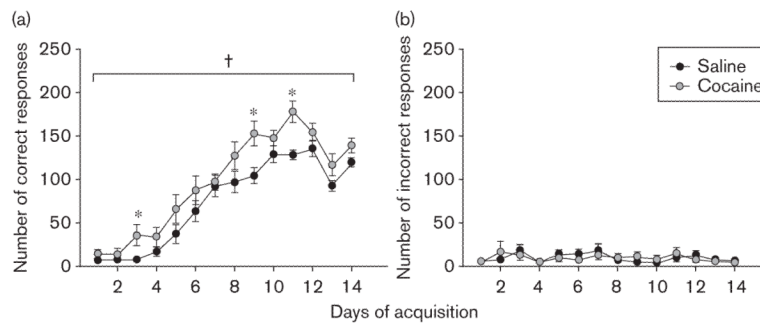 (a)
(b)
Number of correct responses
250
200
150
100
50
0
†
*
*
*
2 4 6 8 10 12 14
Number of incorrect responses
250
200
150
100
50
0
Saline
Cocaine
2 4 6 8 10 12 14
Days of acquisition